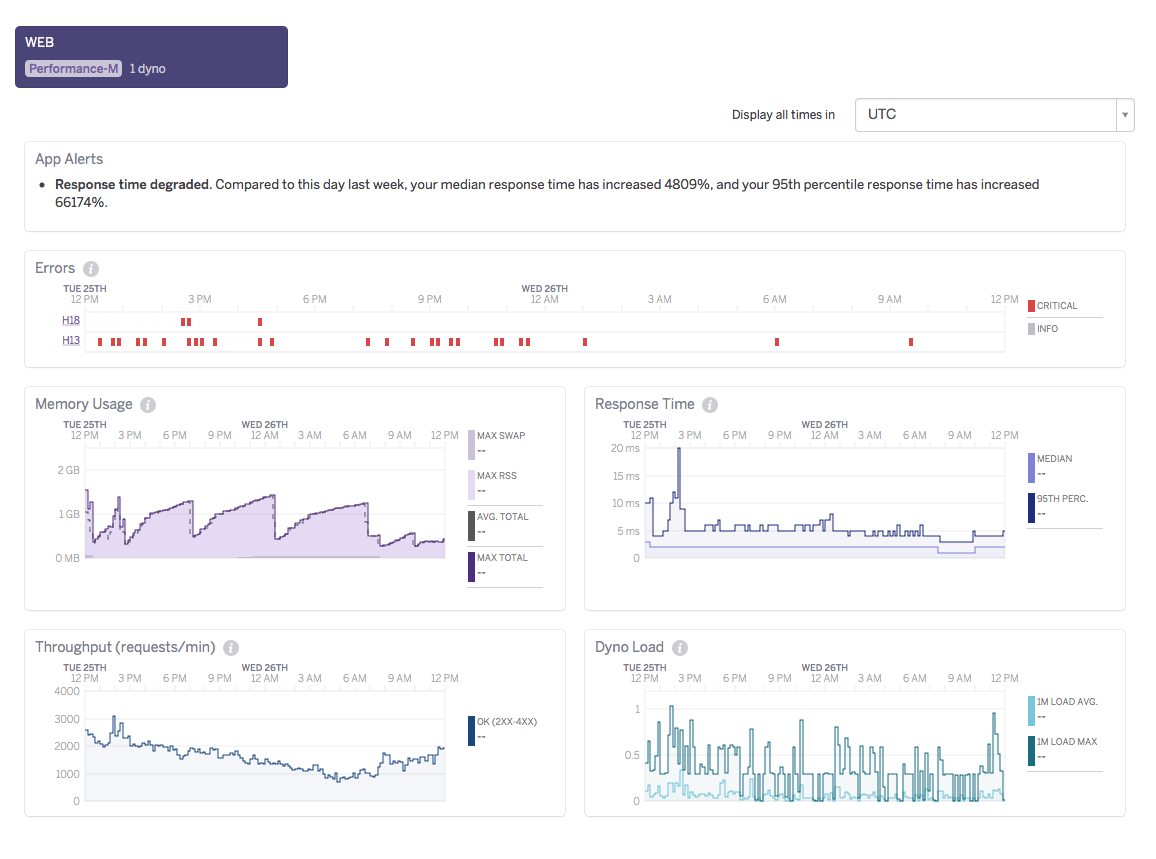 WEB
Performance-M 1 dyno
Display all times in UTC
App Alerts
Response time degraded. Compared to this day last week, your median response time has increased 4809%, and your 95th percentile response time has increased
66174%.
Errors
TUE 25TH WED 26TH
12 PM 3 PM 6 PM 9 PM 12 AM 3 AM 6 AM 9 AM 12 PM
H18
H13
CRITICAL
INFO
Memory Usage
TUE 25TH WED 26TH
12 PM 3 PM 6 PM 9 PM 12 AM 3 AM 6 AM 9 AM 12 PM
2 GB
1 GB
0 MB
MAX SWAP
--
MAX RSS
--
AVG. TOTAL
--
MAX TOTAL
--
Response Time
TUE 25TH WED 26TH
12 PM 3 PM 6 PM 9 PM 12 AM 3 AM 6 AM 9 AM 12 PM
20 ms
15 ms
10 ms
5 ms
0
MEDIAN
--
95TH PERC.
--
Throughput (requests/min)
TUE 25TH WED 26TH
12 PM 3 PM 6 PM 9 PM 12 AM 3 AM 6 AM 9 AM 12 PM
4000
3000
2000
1000
0
OK (2XX-4XX)
--
Dyno Load
TUE 25TH WED 26TH
12 PM 3 PM 6 PM 9 PM 12 AM 3 AM 6 AM 9 AM 12 PM
1
0.5
0
1M LOAD AVG.
--
1M LOAD MAX
--